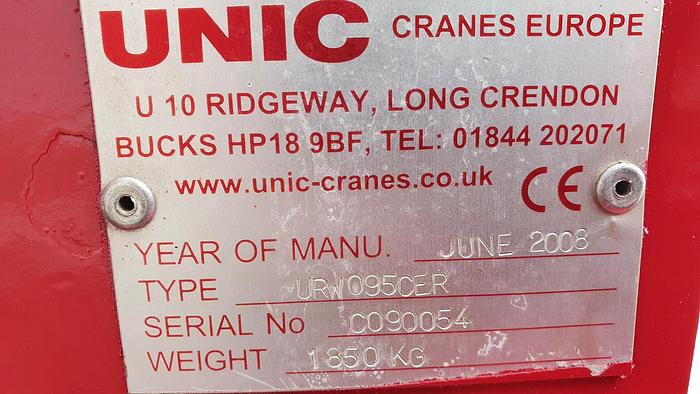 UNIC CRANES EUROPE
U 10 RIDGEWAY, LONG CRENDON
BUCKS HP18 9BF, TEL: 01844 202071
www.unic-cranes.co.uk CE
YEAR OF MANU. JUNE 2008
TYPE URW095CER
SERIAL No C090054
WEIGHT 1850 KG